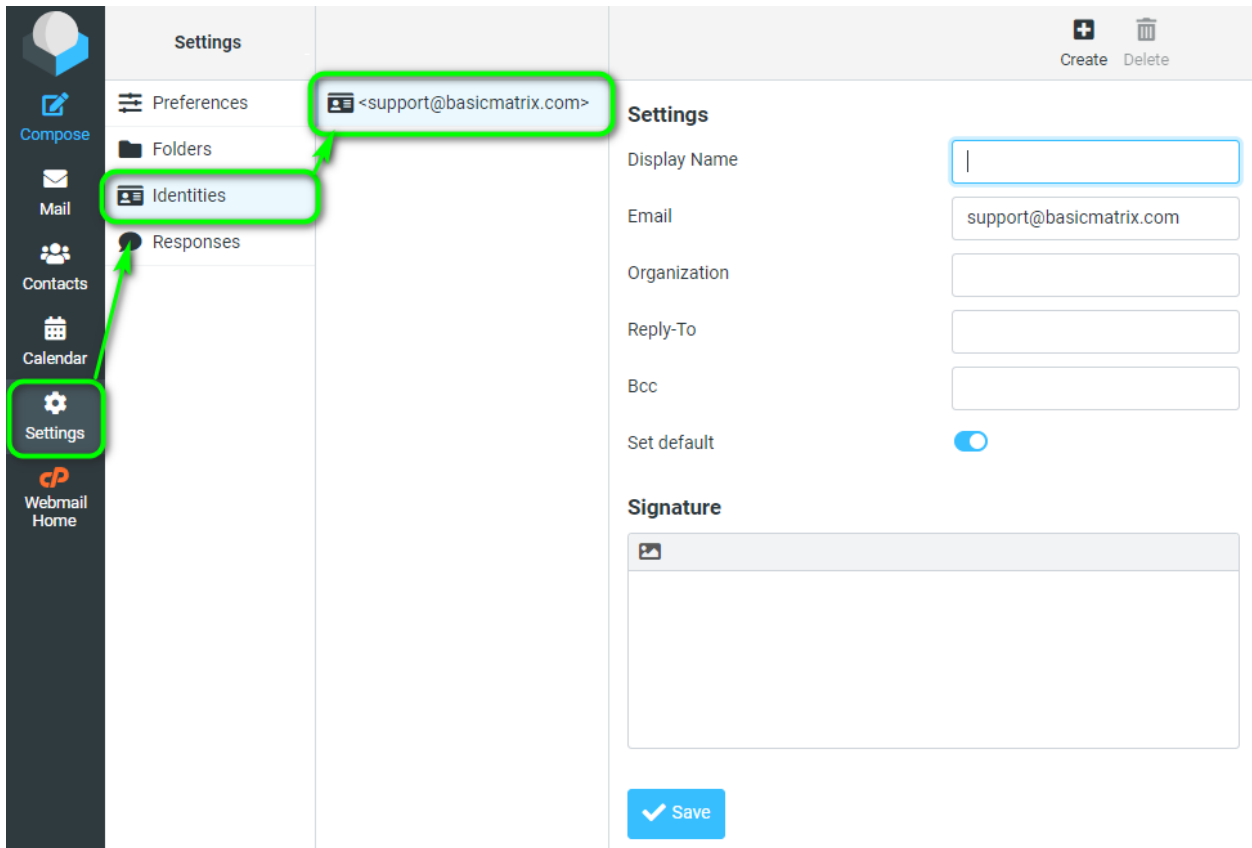 Settings
Create
Delete
Compose
Mail
Contacts
Calendar
Settings
cP
Webmail
Home
Preferences
Folders
Identities
Responses
<support@basicmatrix.com>
Settings
Display Name
Email
support@basicmatrix.com
Organization
Reply-To
Bcc
Set default
Signature
Save